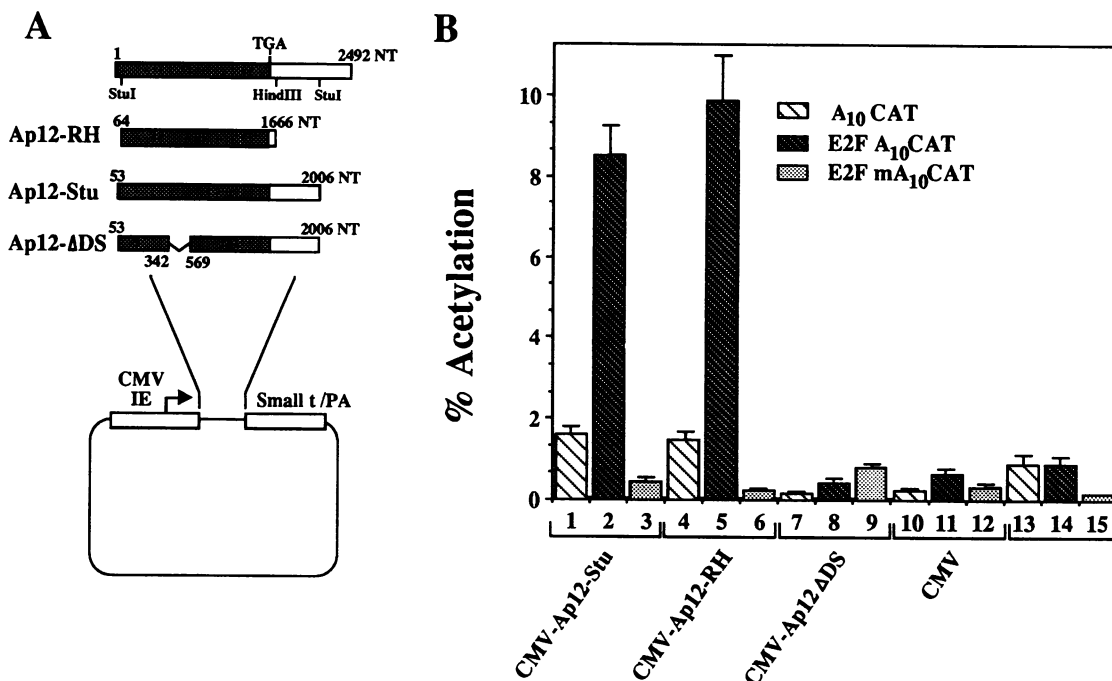 A
1
TGA
2492 NT
StuI
HindIII
StuI
Ap12-RH
64
1666 NT
Ap12-Stu
53
2006 NT
Ap12-ΔDS
53
2006 NT
342
569
CMV
IE
Small t /PA
B
% Acetylation
10
8
6
4
2
0
A10 CAT
E2F A10CAT
E2F mA10CAT
1 2 3 4 5 6 7 8 9 10 11 12 13 14 15
CMV-Ap12-Stu
CMV-Ap12-RH
CMV-Ap12 ΔDS
CMV